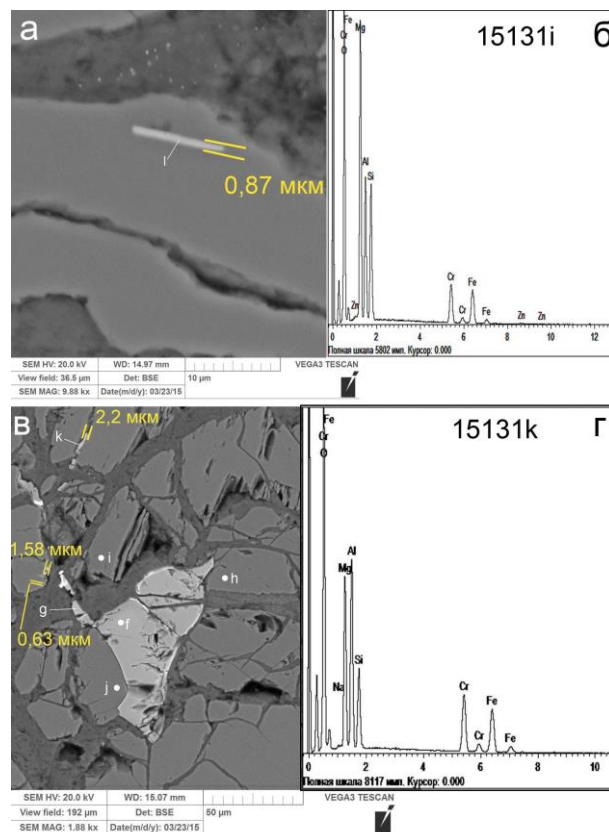 а
l
0,87 мкм
SEM HV: 20.0 kV WD: 14.97 mm VEGA3 TESCAN
View field: 36.5 µm Det: BSE 10 µm
SEM MAG: 9.88 kx Date(m/d/y): 03/23/15
15131i б
Fe
Cr
O
Mg
Al
Si
Zn
Cr
Cr
Fe
Fe
Zn
Zn
0 2 4 6 8 10 12
Полная шкала 5802 имп. Курсор: 0.000
в
2,2 мкм
k
1,58 мкм
i
h
g
f
0,63 мкм
j
SEM HV: 20.0 kV WD: 15.07 mm VEGA3 TESCAN
View field: 192 µm Det: BSE 50 µm
SEM MAG: 1.88 kx Date(m/d/y): 03/23/15
15131k г
Fe
Cr
O
Al
Mg
Si
Na
Cr
Cr
Fe
Fe
0 2 4 6 8 10
Полная шкала 8117 имп. Курсор: 0.000